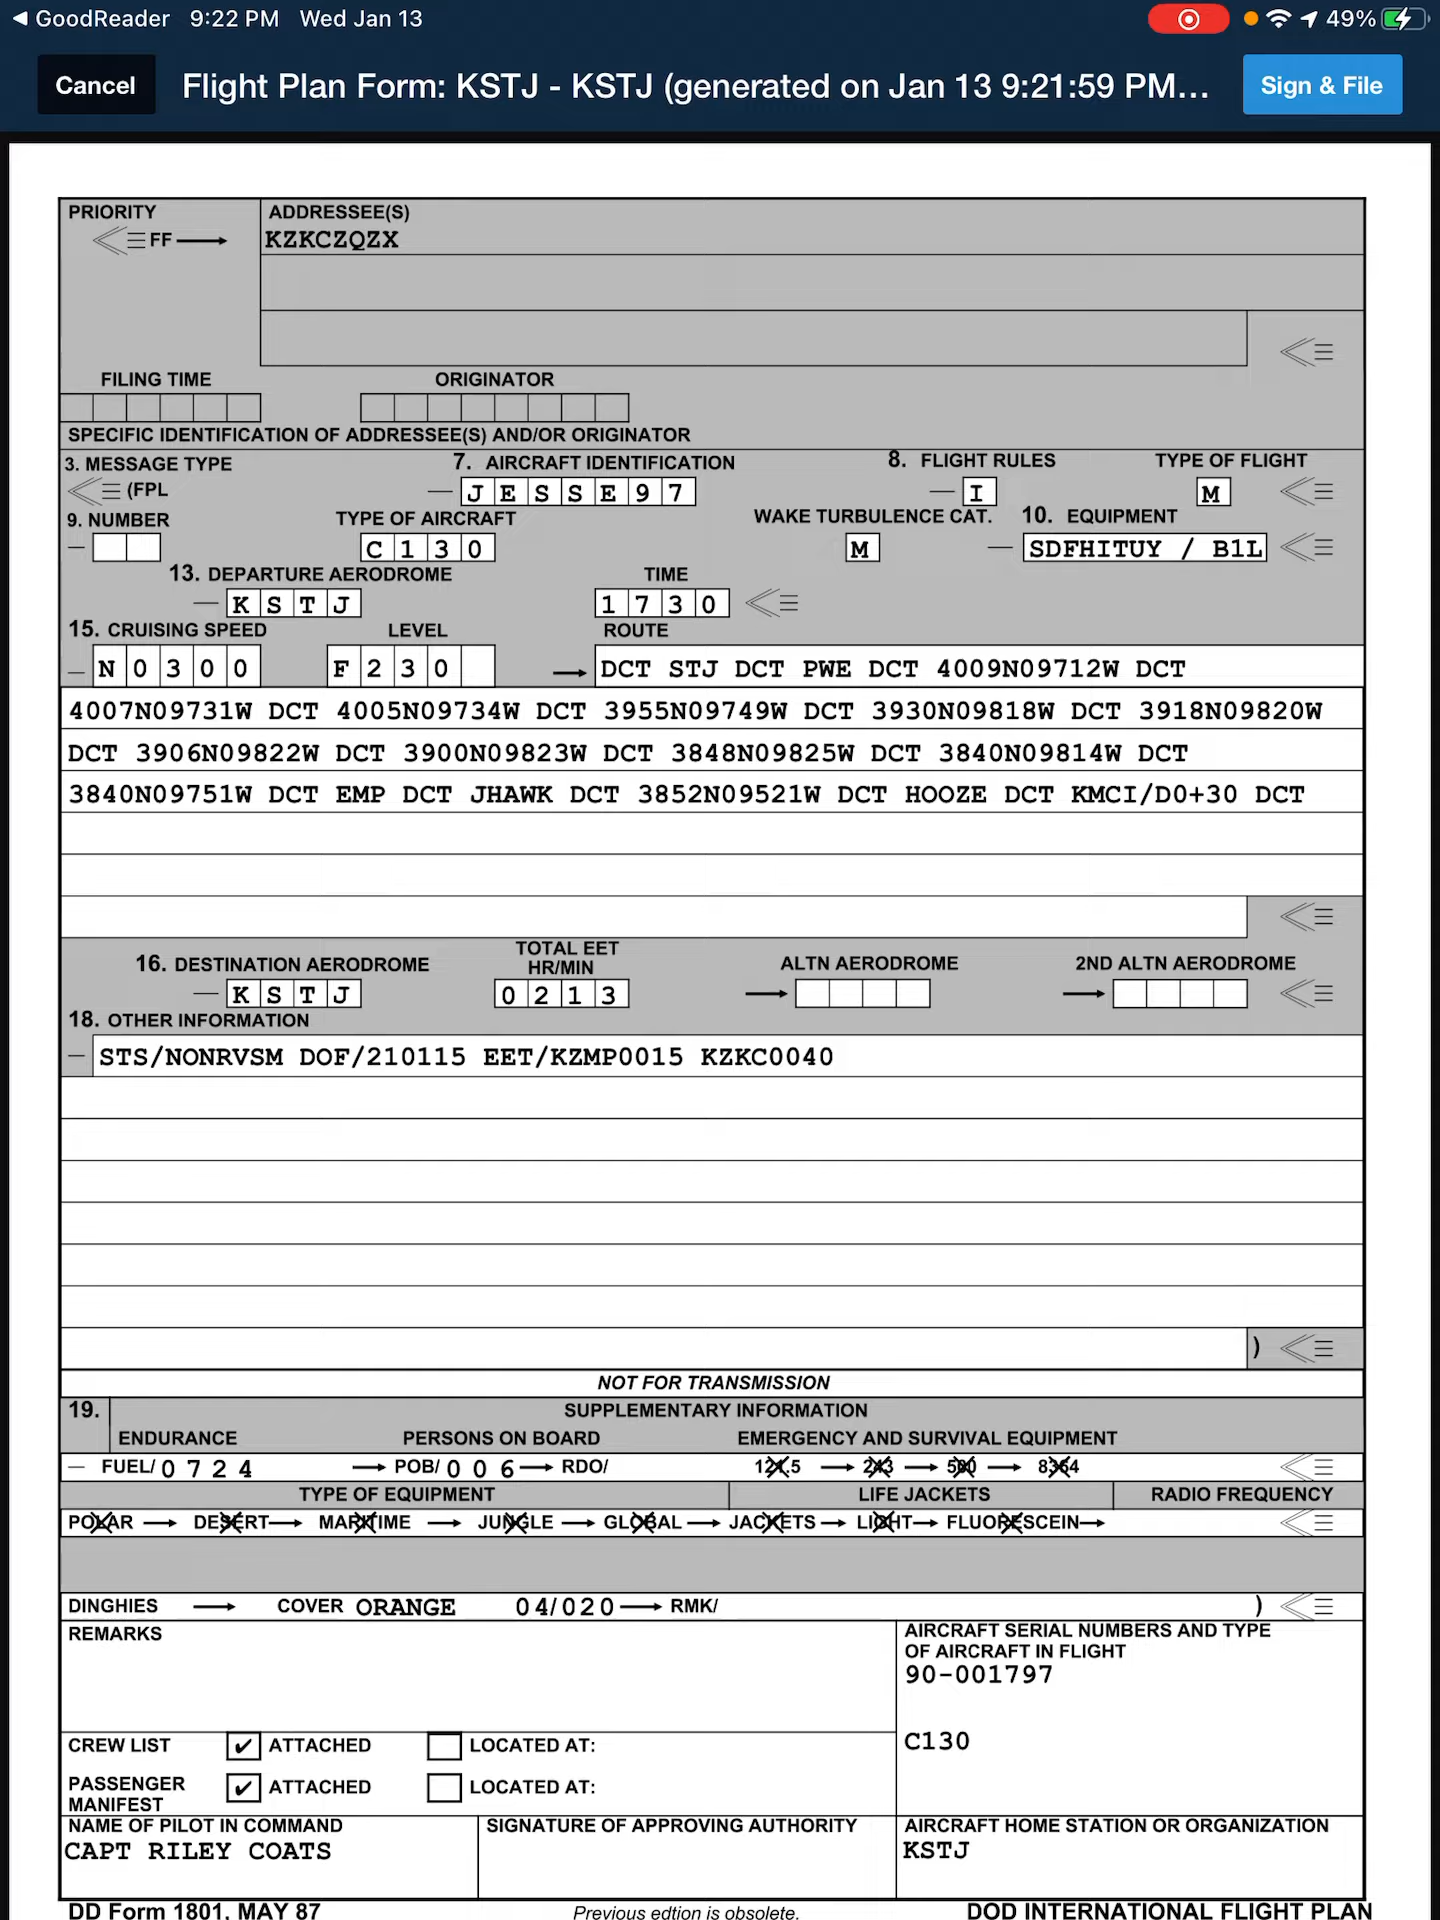 GoodReader 9:22 PM Wed Jan 13 49%
Cancel Flight Plan Form: KSTJ - KSTJ (generated on Jan 13 9:21:59 PM... Sign & File
PRIORITY ADDRESSEE(S)
FF KZKCZQZX
FILING TIME ORIGINATOR
SPECIFIC IDENTIFICATION OF ADDRESSEE(S) AND/OR ORIGINATOR
3. MESSAGE TYPE 7. AIRCRAFT IDENTIFICATION 8. FLIGHT RULES TYPE OF FLIGHT
(FPL JESSE97 I M
9. NUMBER TYPE OF AIRCRAFT WAKE TURBULENCE CAT. 10. EQUIPMENT
C130 M SDFHITUY / B1L
13. DEPARTURE AERODROME TIME
KSTJ 1730
15. CRUISING SPEED LEVEL ROUTE
N0300 F230 DCT STJ DCT PWE DCT 4009N09712W DCT
4007N09731W DCT 4005N09734W DCT 3955N09749W DCT 3930N09818W DCT 3918N09820W
DCT 3906N09822W DCT 3900N09823W DCT 3848N09825W DCT 3840N09814W DCT
3840N09751W DCT EMP DCT JHAWK DCT 3852N09521W DCT HOOZE DCT KMCI/D0+30 DCT
TOTAL EET
16. DESTINATION AERODROME HR/MIN ALTN AERODROME 2ND ALTN AERODROME
KSTJ 0213
18. OTHER INFORMATION
STS/NONRVSM DOF/210115 EET/KZMP0015 KZKC0040
)
NOT FOR TRANSMISSION
19. SUPPLEMENTARY INFORMATION
ENDURANCE PERSONS ON BOARD EMERGENCY AND SURVIVAL EQUIPMENT
FUEL/ 0724 POB/ 006 RDO/ 121.5 243 500 8364
TYPE OF EQUIPMENT LIFE JACKETS RADIO FREQUENCY
POLAR DESERT MARITIME JUNGLE GLOBAL JACKETS LIGHT FLUORESCEIN
DINGHIES COVER ORANGE 04/020 RMK/ )
REMARKS AIRCRAFT SERIAL NUMBERS AND TYPE
OF AIRCRAFT IN FLIGHT
90-001797
C130
CREW LIST ✔ ATTACHED LOCATED AT:
PASSENGER MANIFEST ✔ ATTACHED LOCATED AT:
NAME OF PILOT IN COMMAND SIGNATURE OF APPROVING AUTHORITY AIRCRAFT HOME STATION OR ORGANIZATION
CAPT RILEY COATS KSTJ
DD Form 1801, MAY 87 Previous edtion is obsolete. DOD INTERNATIONAL FLIGHT PLAN